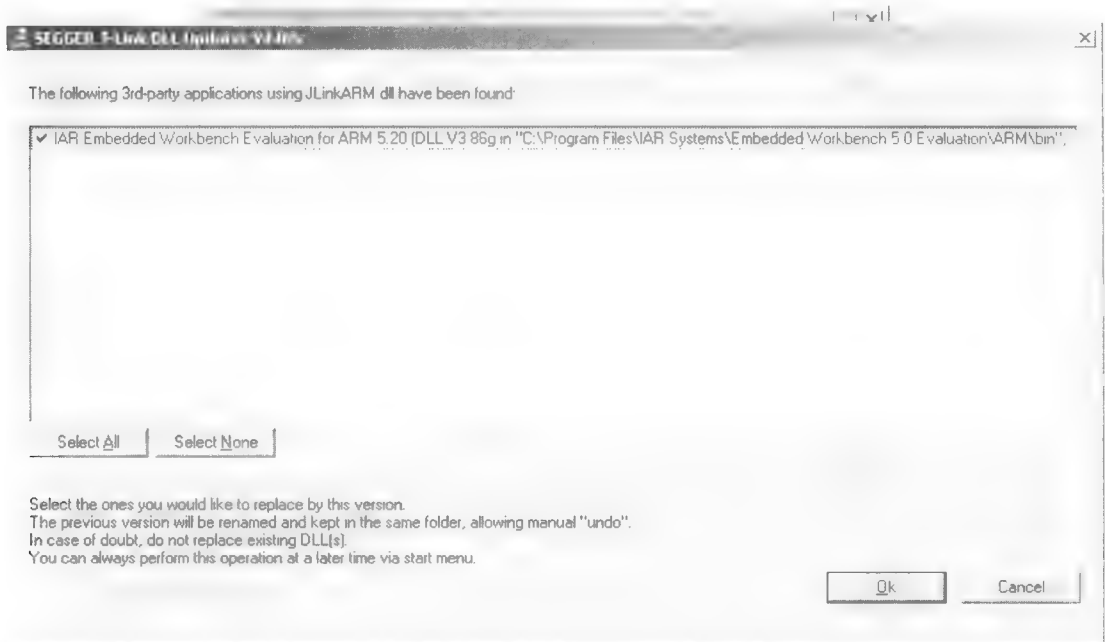 SEGGER J-Link DLL Updater
The following 3rd-party applications using JLinkARM dll have been found:
IAR Embedded Workbench Evaluation for ARM 5.20 (DLL V3 86g in "C:\Program Files\IAR Systems\Embedded Workbench 5 0 Evaluation\ARM\bin",
Select All
Select None
Select the ones you would like to replace by this version.
The previous version will be renamed and kept in the same folder, allowing manual "undo".
In case of doubt, do not replace existing DLL(s)
You can always perform this operation at a later time via start menu.
Ok
Cancel